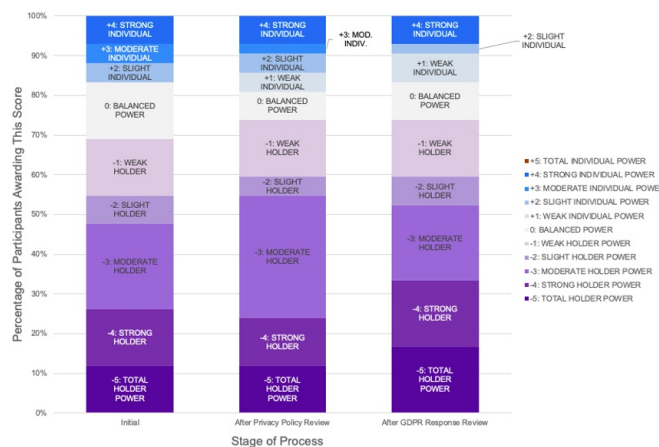 100%
90%
80%
70%
60%
50%
40%
30%
20%
10%
0%
Percentage of Participants Awarding This Score
+4: STRONG
INDIVIDUAL
+3: MODERATE
INDIVIDUAL
+2: SLIGHT
INDIVIDUAL
0: BALANCED
POWER
-1: WEAK
HOLDER
-2: SLIGHT
HOLDER
-3: MODERATE
HOLDER
-4: STRONG
HOLDER
-5: TOTAL
HOLDER
POWER
Initial
+4: STRONG
INDIVIDUAL
+3: MOD.
INDIV.
+2: SLIGHT
INDIVIDUAL
+1: WEAK
INDIVIDUAL
0: BALANCED
POWER
-1: WEAK
HOLDER
-2: SLIGHT
HOLDER
-3: MODERATE
HOLDER
-4: STRONG
HOLDER
-5: TOTAL
HOLDER
POWER
After Privacy Policy Review
+4: STRONG
INDIVIDUAL
+2: SLIGHT
INDIVIDUAL
+1: WEAK
INDIVIDUAL
0: BALANCED
POWER
-1: WEAK
HOLDER
-2: SLIGHT
HOLDER
-3: MODERATE
HOLDER
-4: STRONG
HOLDER
-5: TOTAL
HOLDER
POWER
After GDPR Response Review
Stage of Process
+5: TOTAL INDIVIDUAL POWER
+4: STRONG INDIVIDUAL POWER
+3: MODERATE INDIVIDUAL POWE
+2: SLIGHT INDIVIDUAL POWER
+1: WEAK INDIVIDUAL POWER
0: BALANCED POWER
-1: WEAK HOLDER POWER
-2: SLIGHT HOLDER POWER
-3: MODERATE HOLDER POWER
-4: STRONG HOLDER POWER
-5: TOTAL HOLDER POWER